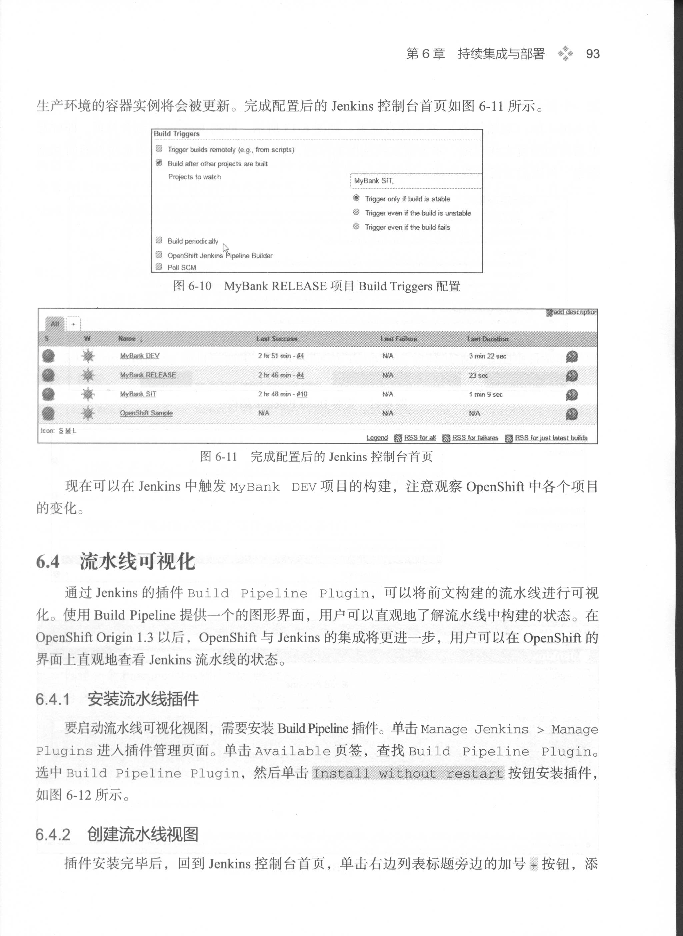 第 6 章 持续集成与部署 93
生产环境的容器实例将会被更新。完成配置后的 Jenkins 控制台首页如图 6-11 所示。
Build Triggers
Trigger builds remotely (e.g., from scripts)
Build after other projects are built
Projects to watch
MyBank SIT,
Trigger only if build is stable
Trigger even if the build is unstable
Trigger even if the build fails
Build periodically
OpenShift Jenkins Pipeline Builder
Poll SCM
图 6-10 MyBank RELEASE 项目 Build Triggers 配置
add description
All +
S W Name ↓ Last Success Last Failure Last Duration
MyBank DEV 2 hr 51 min - #4 N/A 3 min 22 sec
MyBank RELEASE 2 hr 46 min - #4 N/A 23 sec
MyBank SIT 2 hr 48 min - #10 N/A 1 min 9 sec
OpenShift Sample N/A N/A N/A
Icon: S M L
Legend RSS for all RSS for failures RSS for just latest builds
图 6-11 完成配置后的 Jenkins 控制台首页
现在可以在 Jenkins 中触发 MyBank DEV 项目的构建，注意观察 OpenShift 中各个项目
的变化。
6.4 流水线可视化
通过 Jenkins 的插件 Build Pipeline Plugin，可以将前文构建的流水线进行可视
化。使用 Build Pipeline 提供一个的图形界面，用户可以直观地了解流水线中构建的状态。在
OpenShift Origin 1.3 以后，OpenShift 与 Jenkins 的集成将更进一步，用户可以在 OpenShift 的
界面上直观地查看 Jenkins 流水线的状态。
6.4.1 安装流水线插件
要启动流水线可视化视图，需要安装 Build Pipeline 插件。单击 Manage Jenkins > Manage
Plugins 进入插件管理页面。单击 Available 页签，查找 Build Pipeline Plugin。
选中 Build Pipeline Plugin，然后单击 Install without restart 按钮安装插件，
如图 6-12 所示。
6.4.2 创建流水线视图
插件安装完毕后，回到 Jenkins 控制台首页，单击右边列表标题旁边的加号 + 按钮，添